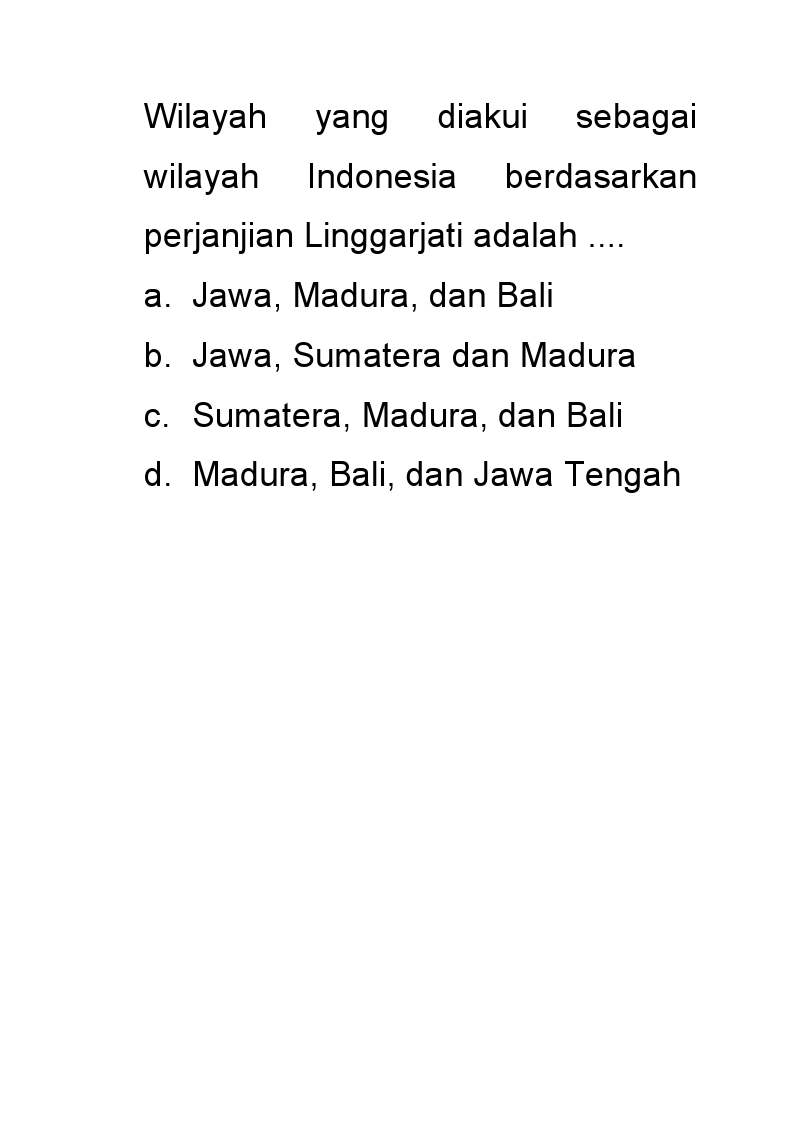 Wilayah yang diakui sebagai
wilayah Indonesia berdasarkan
perjanjian Linggarjati adalah ....
a. Jawa, Madura, dan Bali
b. Jawa, Sumatera dan Madura
c. Sumatera, Madura, dan Bali
d. Madura, Bali, dan Jawa Tengah